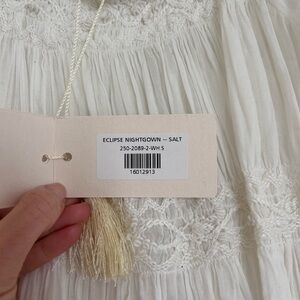 ECLIPSE NIGHTGOWN – SALT
250-2089-2-WH.S
16012913